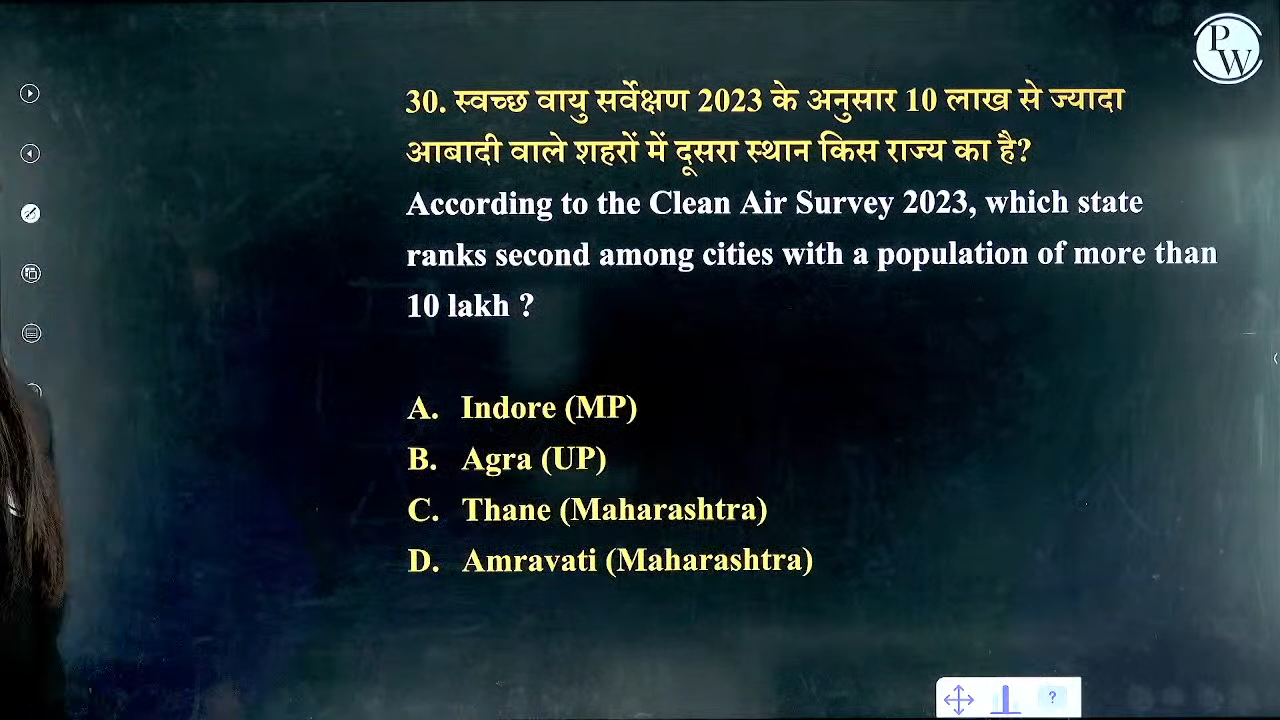 PW
30. स्वच्छ वायु सर्वेक्षण 2023 के अनुसार 10 लाख से ज्यादा
आबादी वाले शहरों में दूसरा स्थान किस राज्य का है?
According to the Clean Air Survey 2023, which state
ranks second among cities with a population of more than
10 lakh ?
A. Indore (MP)
B. Agra (UP)
C. Thane (Maharashtra)
D. Amravati (Maharashtra)
?